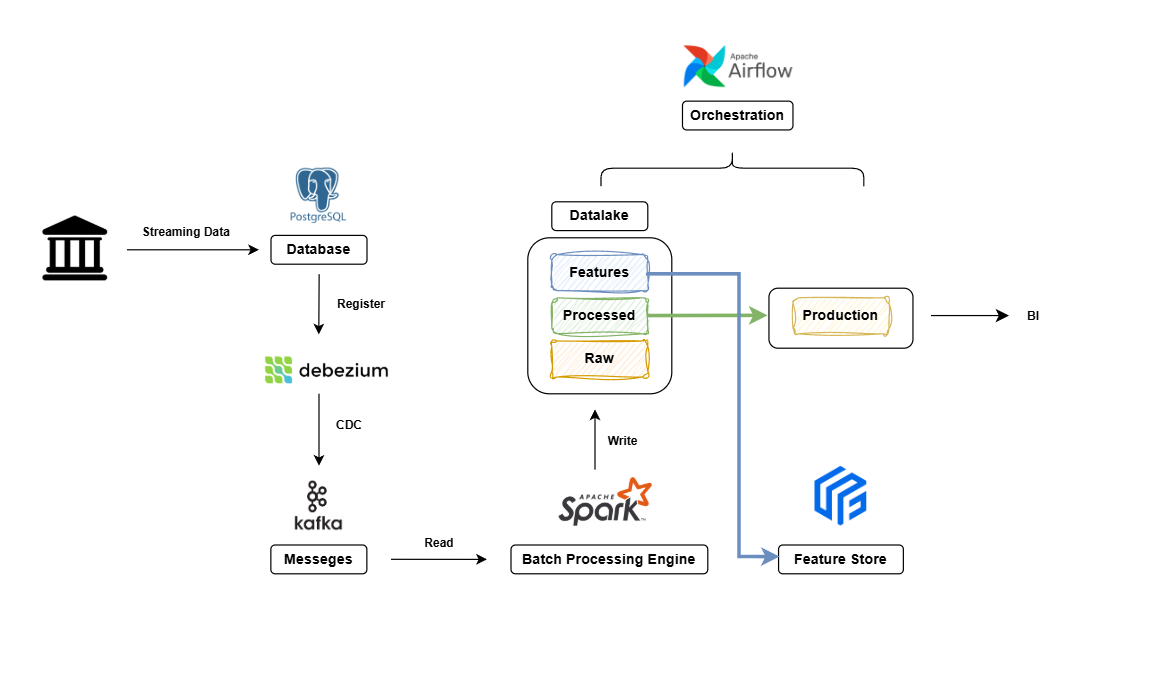 Apache
Airflow
Orchestration
PostgreSQL
Datalake
Streaming Data
Database
Features
Register
Processed
Production
BI
Raw
debezium
CDC
Write
kafka
APACHE
Spark
TM
Read
Messeges
Batch Processing Engine
Feature Store